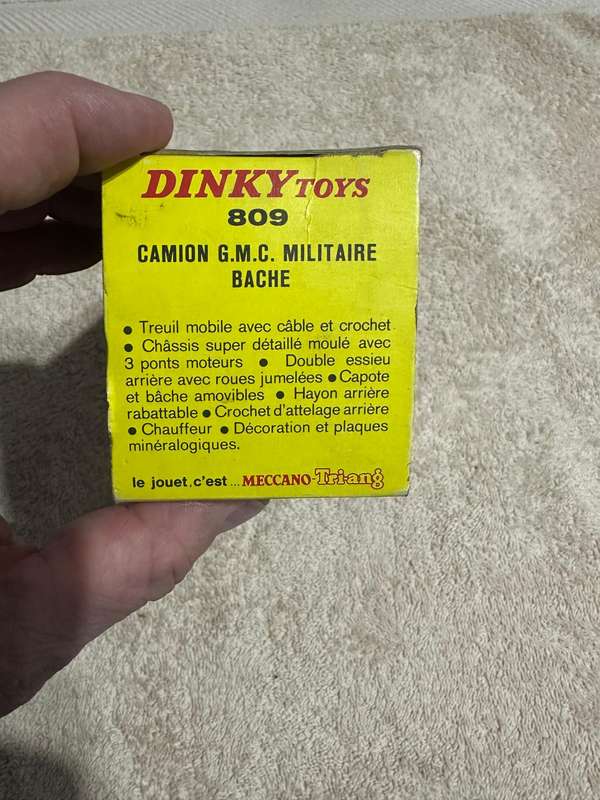 DINKY TOYS
809
CAMION G.M.C. MILITAIRE
BACHE
● Treuil mobile avec câble et crochet
● Châssis super détaillé moulé avec
3 ponts moteurs ● Double essieu
arrière avec roues jumelées ● Capote
et bâche amovibles ● Hayon arrière
rabattable ● Crochet d'attelage arrière
● Chauffeur ● Décoration et plaques
minéralogiques.
le jouet, c'est ... MECCANO-Tri-ang